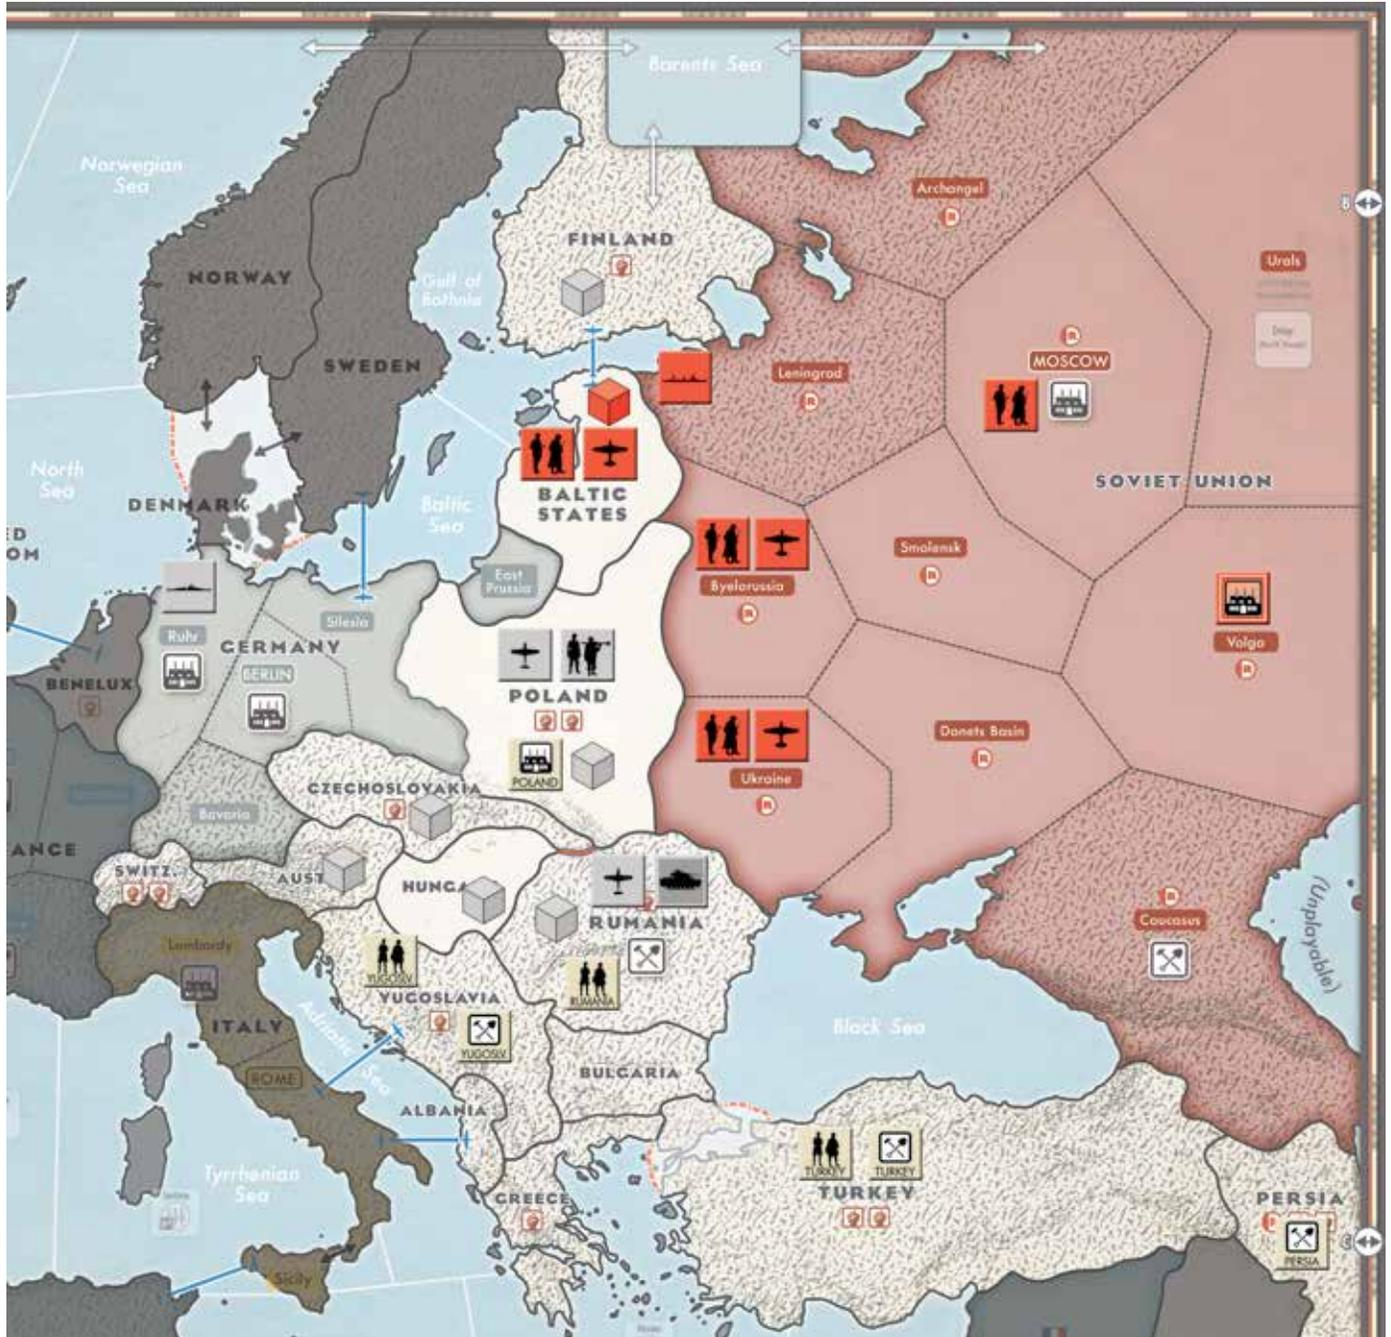 Barents Sea
Norwegian
Sea
Archangel
B
FINLAND
Urals
NORWAY
Gulf of
Bothnia
MOSCOW
SWEDEN
Leningrad
North
Sea
SOVIET UNION
BALTIC
STATES
DENMARK
Baltic
Sea
ED
OM
Smolensk
East
Prussia
Byelorussia
Silesia
Ruhr
GERMANY
Volga
BERLIN
BENELUX
POLAND
Donets Basin
POLAND
Ukraine
CZECHOSLOVAKIA
Bavaria
ANCE
SWITZ.
AUST
HUNGA
RUMANIA
Caucasus
(Unplayable)
Lombardy
YUGOSLV.
RUMANIA
YUGOSLAVIA
ITALY
Adriatic
Sea
YUGOSLV.
Black Sea
ROME
BULGARIA
ALBANIA
TURKEY
TURKEY
Tyrrhenian
Sea
TURKEY
GREECE
PERSIA
PERSIA
Sicily